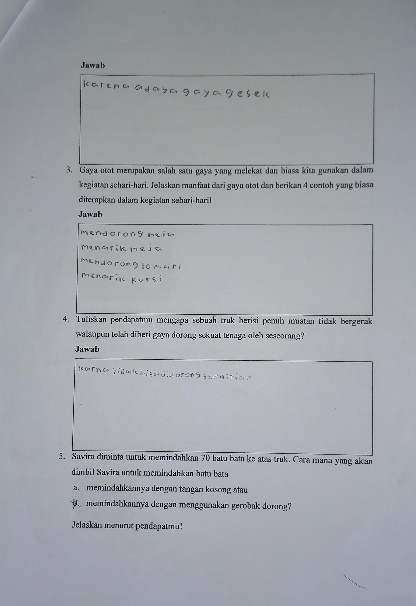 Jawab
karena adaya gaya gesek
3. Gaya otot merupakan salah satu gaya yang melekat dan biasa kita gunakan dalam
kegiatan sehari-hari. Jelaskan manfaat dari gaya otot dan berikan 4 contoh yang biasa
diterapkan dalam kegiatan sehari-hari!
Jawab
mendorong meja
menarik meja
mendorong lemari
menarik kursi
4. Tuliskan pendapatmu mengapa sebuah truk berisi penuh muatan tidak bergerak
walaupun telah diberi gaya dorong sekuat tenaga oleh seseorang?
Jawab
karna
5. Savira diminta untuk memindahkan 70 batu bata ke atas truk. Cara mana yang akan
diambil Savira untuk memindahkan batu bata
a. memindahkannya dengan tangan kosong atau
b. memindahkannya dengan menggunakan gerobak dorong?
Jelaskan menurut pendapatmu!